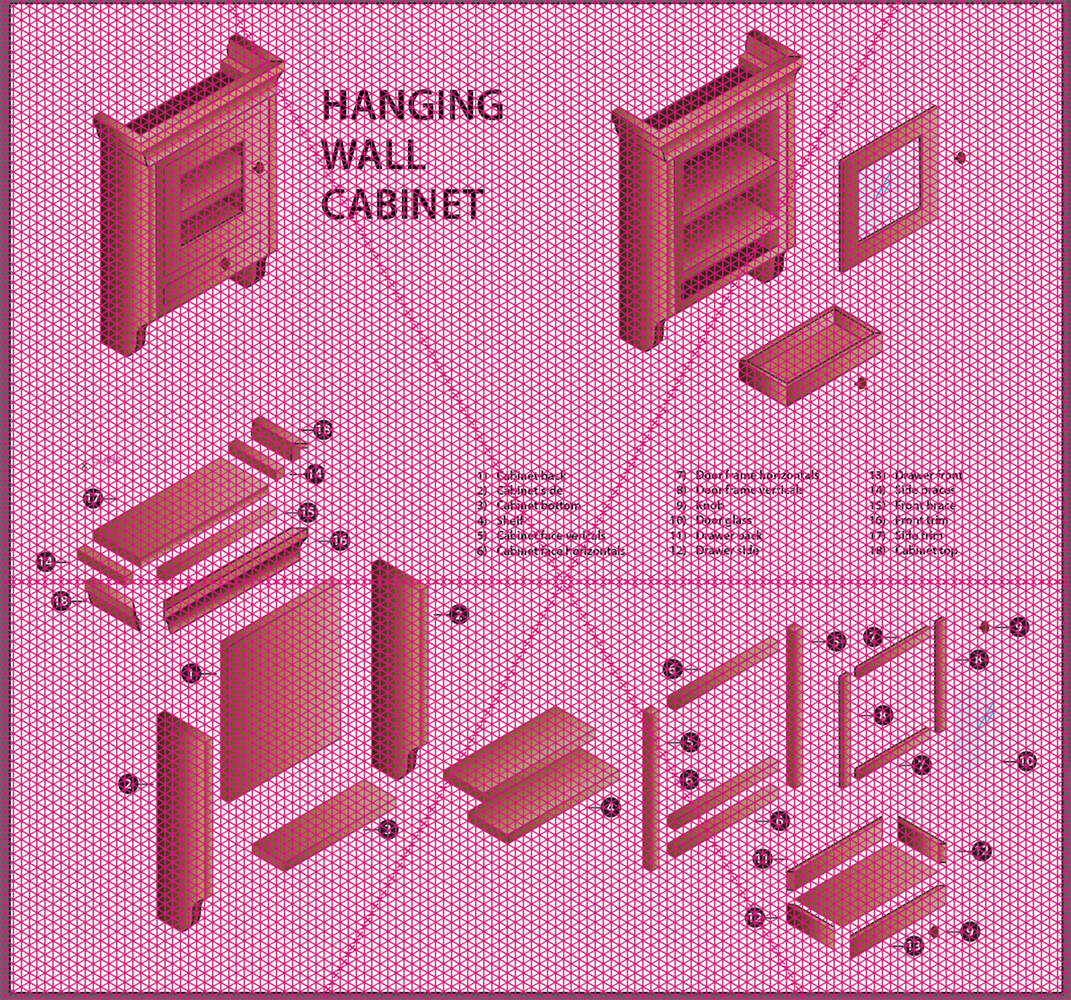 HANGING
WALL
CABINET
13
14
17
15
16
14
18
1) Cabinet back
2) Cabinet side
3) Cabinet bottom
4) Shelf
5) Cabinet face verticals
6) Cabinet face horizontals
7) Door frame horizontals
8) Door frame verticals
9) Knob
10) Door glass
11) Drawer back
12) Drawer side
13) Drawer front
14) Side braces
15) Front brace
16) Front trim
17) Side trim
18) Cabinet top
2
1
2
3
4
6
5
7
9
8
5
6
6
7
10
11
12
12
13
9